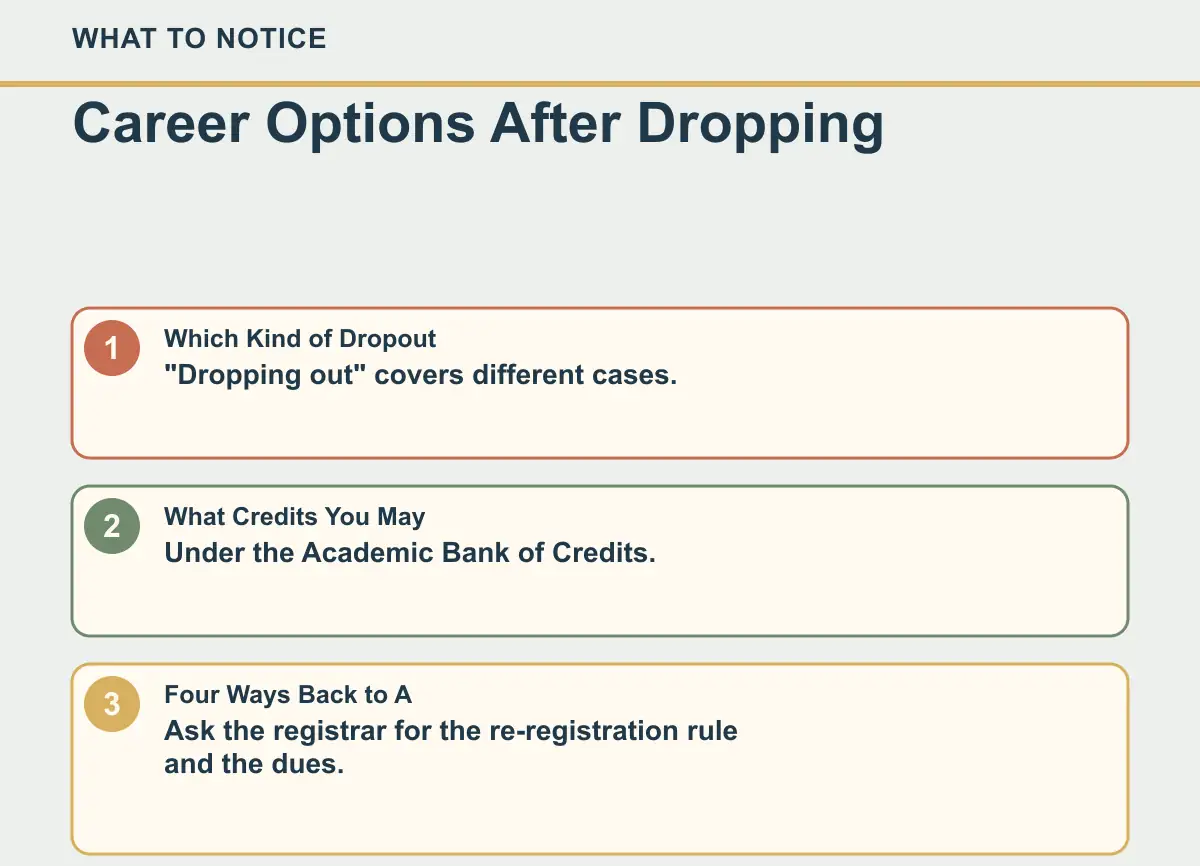 WHAT TO NOTICE
Career Options After Dropping
1
Which Kind of Dropout
"Dropping out" covers different cases.
2
What Credits You May
Under the Academic Bank of Credits.
3
Four Ways Back to A
Ask the registrar for the re-registration rule
and the dues.